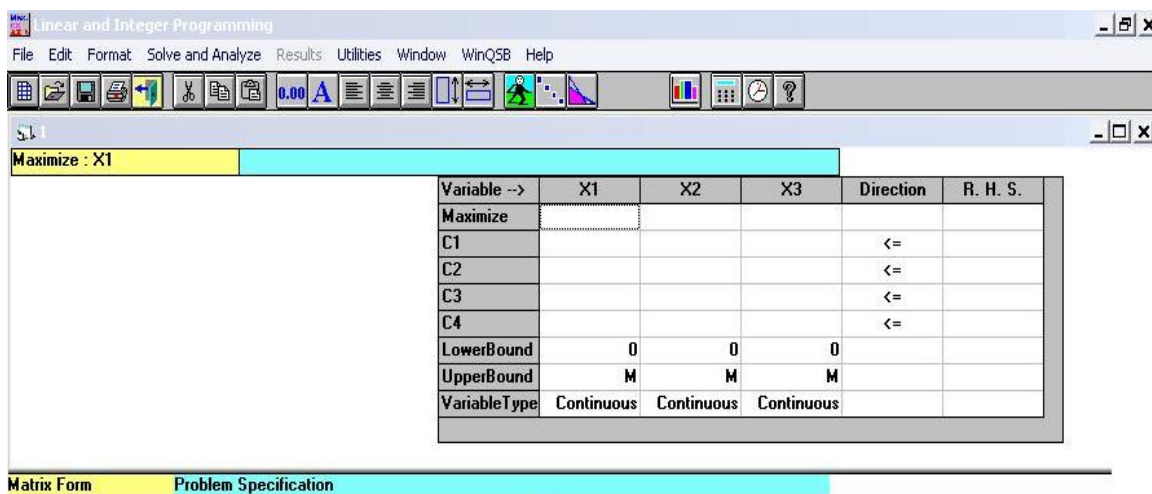 Linear and Integer Programming
File Edit Format Solve and Analyze Results Utilities Window WinQSB Help
0.00 A
1
Maximize : X1
Variable --> X1 X2 X3 Direction R. H. S.
Maximize
C1 <=
C2 <=
C3 <=
C4 <=
LowerBound 0 0 0
UpperBound M M M
VariableType Continuous Continuous Continuous
Matrix Form Problem Specification